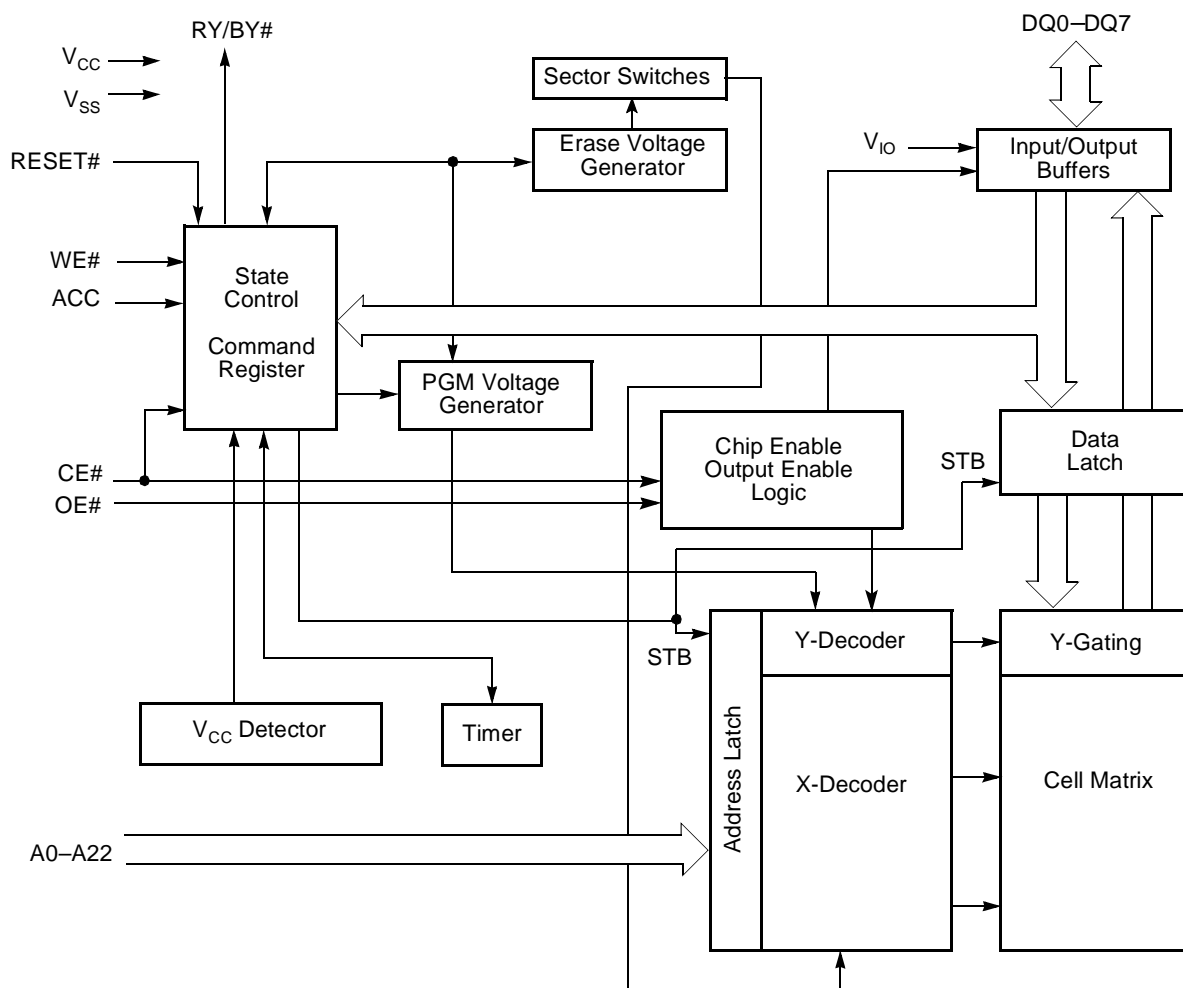 RY/BY#
DQ0–DQ7
VCC
VSS
Sector Switches
Erase Voltage
Generator
VIO
Input/Output
Buffers
RESET#
WE#
ACC
State
Control
Command
Register
PGM Voltage
Generator
Chip Enable
Output Enable
Logic
STB
Data
Latch
CE#
OE#
STB
Y-Decoder
Y-Gating
VCC Detector
Timer
Address Latch
X-Decoder
Cell Matrix
A0–A22